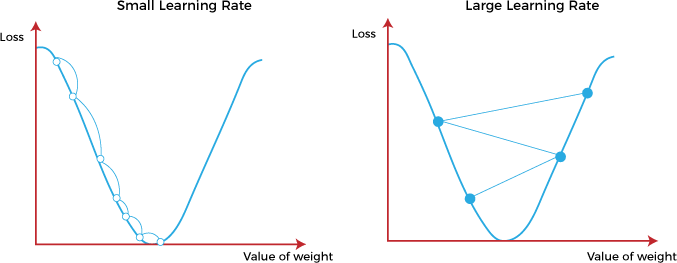 Small Learning Rate
Loss
Value of weight
Large Learning Rate
Loss
Value of weight